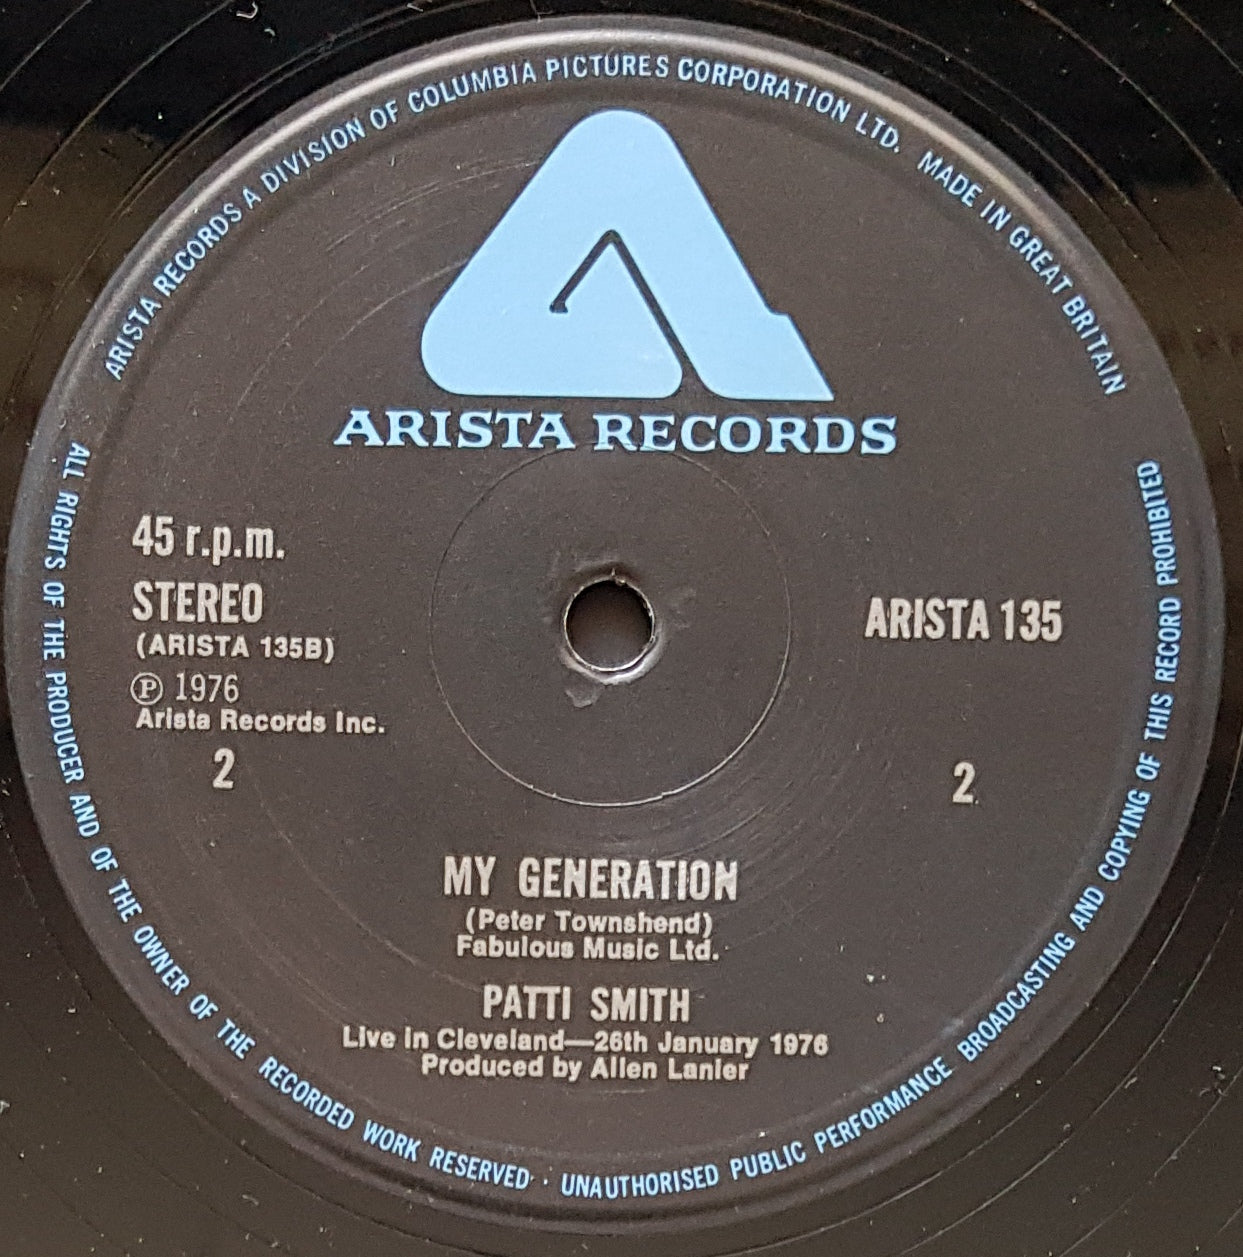 ARISTA RECORDS A DIVISION OF COLUMBIA PICTURES CORPORATION LTD. MADE IN GREAT BRITAIN
ARISTA RECORDS
45 r.p.m.
STEREO
(ARISTA 135B)
℗ 1976
Arista Records Inc.
2
ARISTA 135
2
MY GENERATION
(Peter Townshend)
Fabulous Music Ltd.
PATTI SMITH
Live in Cleveland—26th January 1976
Produced by Allen Lanier
ALL RIGHTS OF THE PRODUCER AND OF THE OWNER OF THE RECORDED WORK RESERVED · UNAUTHORISED PUBLIC PERFORMANCE BROADCASTING AND COPYING OF THIS RECORD PROHIBITED